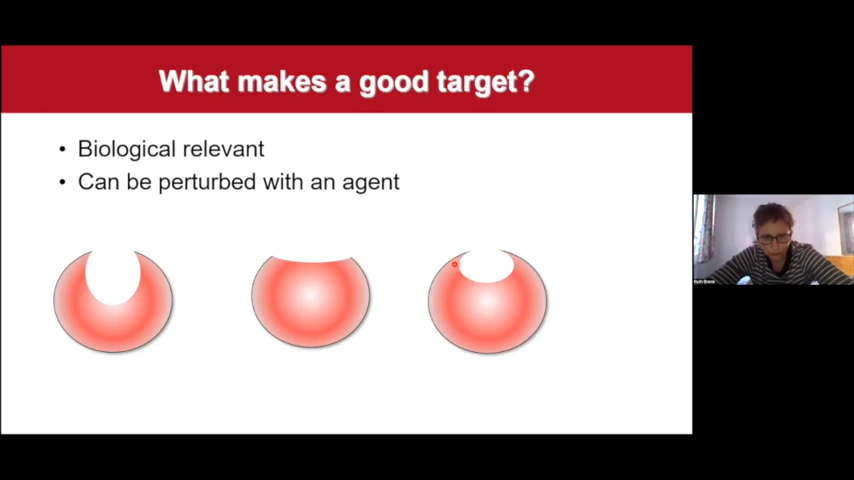 What makes a good target?
• Biological relevant
• Can be perturbed with an agent